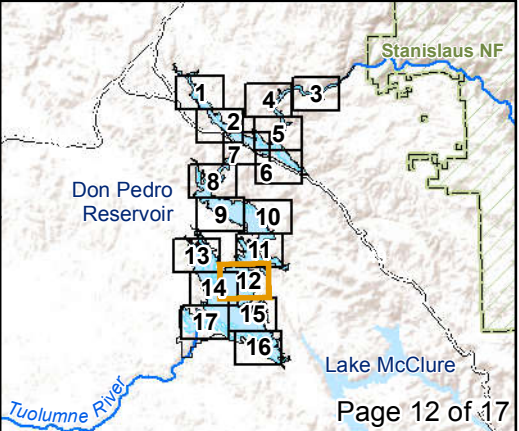 Stanislaus NF
1
4
3
2
5
7
6
8
Don Pedro
Reservoir
9
10
13
11
14
12
17
15
16
Lake McClure
Tuolumne River
Page 12 of 17